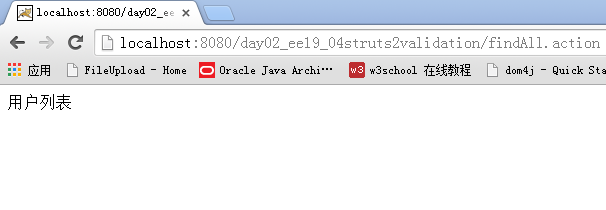 localhost:8080/day02_ee
localhost:8080/day02_ee19_04struts2validation/findAll.action
应用 FileUpload - Home Oracle Java Archi… w3 w3school 在线教程 dom4j - Quick Sta
用户列表